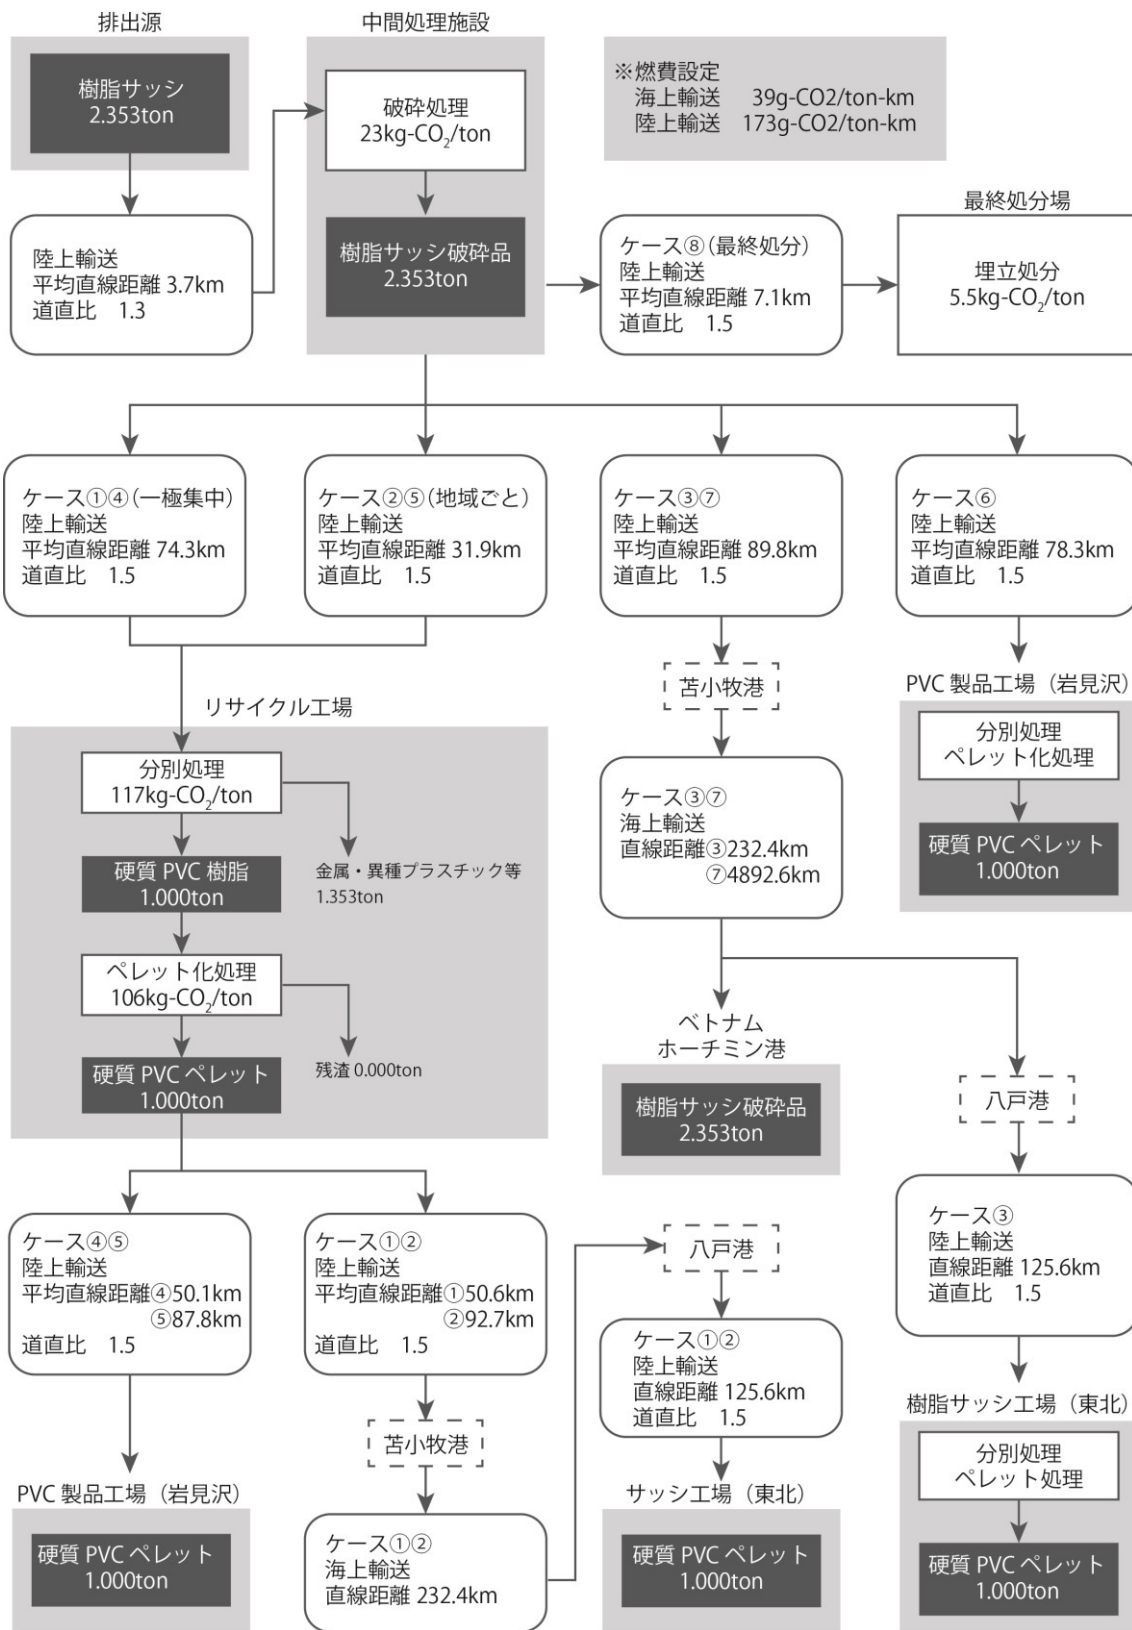 排出源
樹脂サッシ
2.353ton
陸上輸送
平均直線距離 3.7km
道直比 1.3
中間処理施設
破砕処理
23kg-CO₂/ton
樹脂サッシ破砕品
2.353ton
※燃費設定
海上輸送 39g-CO2/ton-km
陸上輸送 173g-CO2/ton-km
ケース⑧(最終処分)
陸上輸送
平均直線距離 7.1km
道直比 1.5
最終処分場
埋立処分
5.5kg-CO₂/ton
ケース①④(一極集中)
陸上輸送
平均直線距離 74.3km
道直比 1.5
ケース②⑤(地域ごと)
陸上輸送
平均直線距離 31.9km
道直比 1.5
ケース③⑦
陸上輸送
平均直線距離 89.8km
道直比 1.5
ケース⑥
陸上輸送
平均直線距離 78.3km
道直比 1.5
リサイクル工場
分別処理
117kg-CO₂/ton
硬質 PVC 樹脂
1.000ton
金属・異種プラスチック等
1.353ton
ペレット化処理
106kg-CO₂/ton
硬質 PVC ペレット
1.000ton
残渣 0.000ton
苫小牧港
ケース③⑦
海上輸送
直線距離③232.4km
⑦4892.6km
PVC 製品工場(岩見沢)
分別処理
ペレット化処理
硬質 PVC ペレット
1.000ton
ベトナム
ホーチミン港
樹脂サッシ破砕品
2.353ton
八戸港
ケース③
陸上輸送
直線距離 125.6km
道直比 1.5
樹脂サッシ工場(東北)
分別処理
ペレット処理
硬質 PVC ペレット
1.000ton
ケース④⑤
陸上輸送
平均直線距離④50.1km
⑤87.8km
道直比 1.5
PVC 製品工場(岩見沢)
硬質 PVC ペレット
1.000ton
ケース①②
陸上輸送
平均直線距離①50.6km
②92.7km
道直比 1.5
苫小牧港
ケース①②
海上輸送
直線距離 232.4km
八戸港
ケース①②
陸上輸送
直線距離 125.6km
道直比 1.5
サッシ工場(東北)
硬質 PVC ペレット
1.000ton